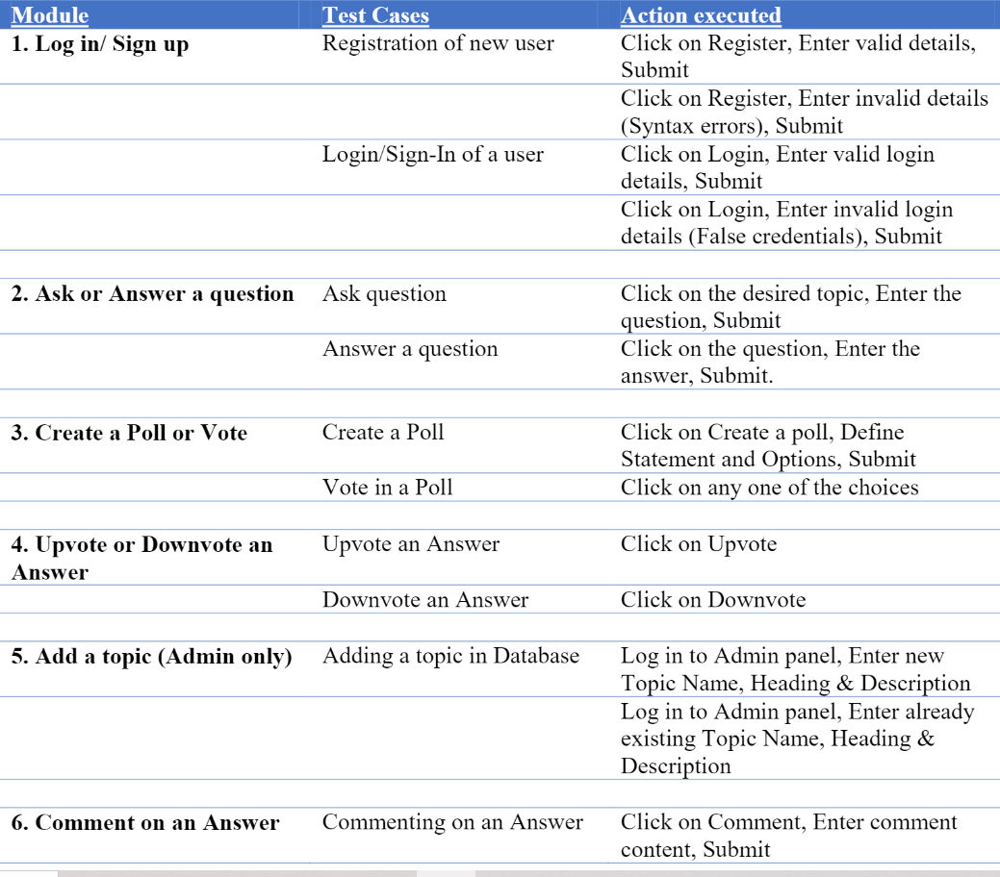 Module Test Cases Action executed
1. Log in/ Sign up Registration of new user Click on Register, Enter valid details,
Submit
Click on Register, Enter invalid details
(Syntax errors), Submit
Login/Sign-In of a user Click on Login, Enter valid login
details, Submit
Click on Login, Enter invalid login
details (False credentials), Submit
2. Ask or Answer a question Ask question Click on the desired topic, Enter the
question, Submit
Answer a question Click on the question, Enter the
answer, Submit.
3. Create a Poll or Vote Create a Poll Click on Create a poll, Define
Statement and Options, Submit
Vote in a Poll Click on any one of the choices
4. Upvote or Downvote an Upvote an Answer Click on Upvote
Answer
Downvote an Answer Click on Downvote
5. Add a topic (Admin only) Adding a topic in Database Log in to Admin panel, Enter new
Topic Name, Heading & Description
Log in to Admin panel, Enter already
existing Topic Name, Heading &
Description
6. Comment on an Answer Commenting on an Answer Click on Comment, Enter comment
content, Submit